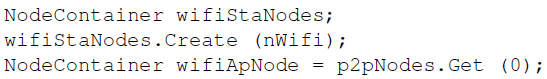 NodeContainer wifiStaNodes;
wifiStaNodes.Create (nWifi);
NodeContainer wifiApNode = p2pNodes.Get (0);